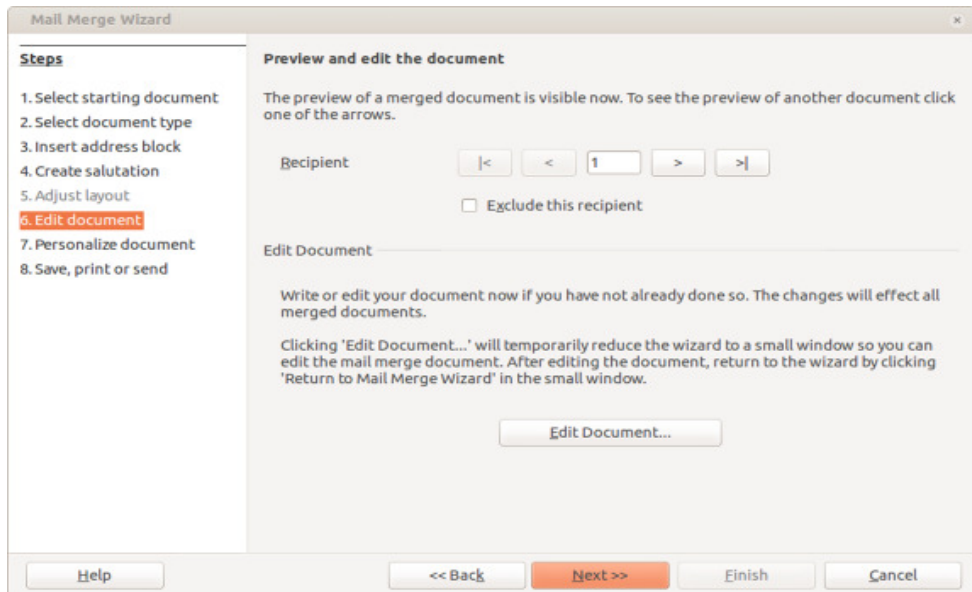 Mail Merge Wizard
×
Steps
1. Select starting document
2. Select document type
3. Insert address block
4. Create salutation
5. Adjust layout
6. Edit document
7. Personalize document
8. Save, print or send
Preview and edit the document
The preview of a merged document is visible now. To see the preview of another document click
one of the arrows.
Recipient |< < 1 > >|
Exclude this recipient
Edit Document
Write or edit your document now if you have not already done so. The changes will effect all
merged documents.
Clicking 'Edit Document...' will temporarily reduce the wizard to a small window so you can
edit the mail merge document. After editing the document, return to the wizard by clicking
'Return to Mail Merge Wizard' in the small window.
Edit Document...
Help << Back Next >> Finish Cancel